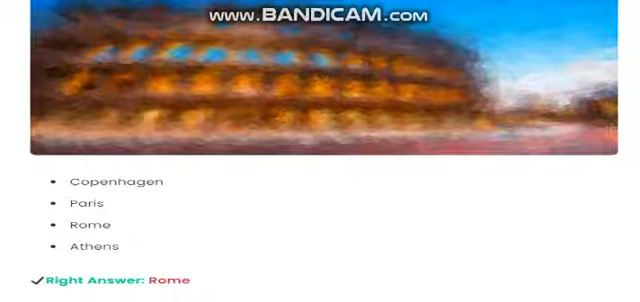 www.BANDICAM.com
Copenhagen
Paris
Rome
Athens
Right Answer: Rome